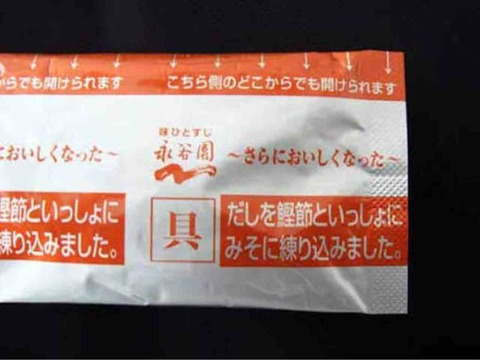 からでも開けられます こちら側のどこからでも開けられます
味ひとすじ
においしくなった～ 永谷園 ～さらにおいしくなった～
鰹節といっしょに 具 だしを鰹節といっしょに
練り込みました。 みそに練り込みました。